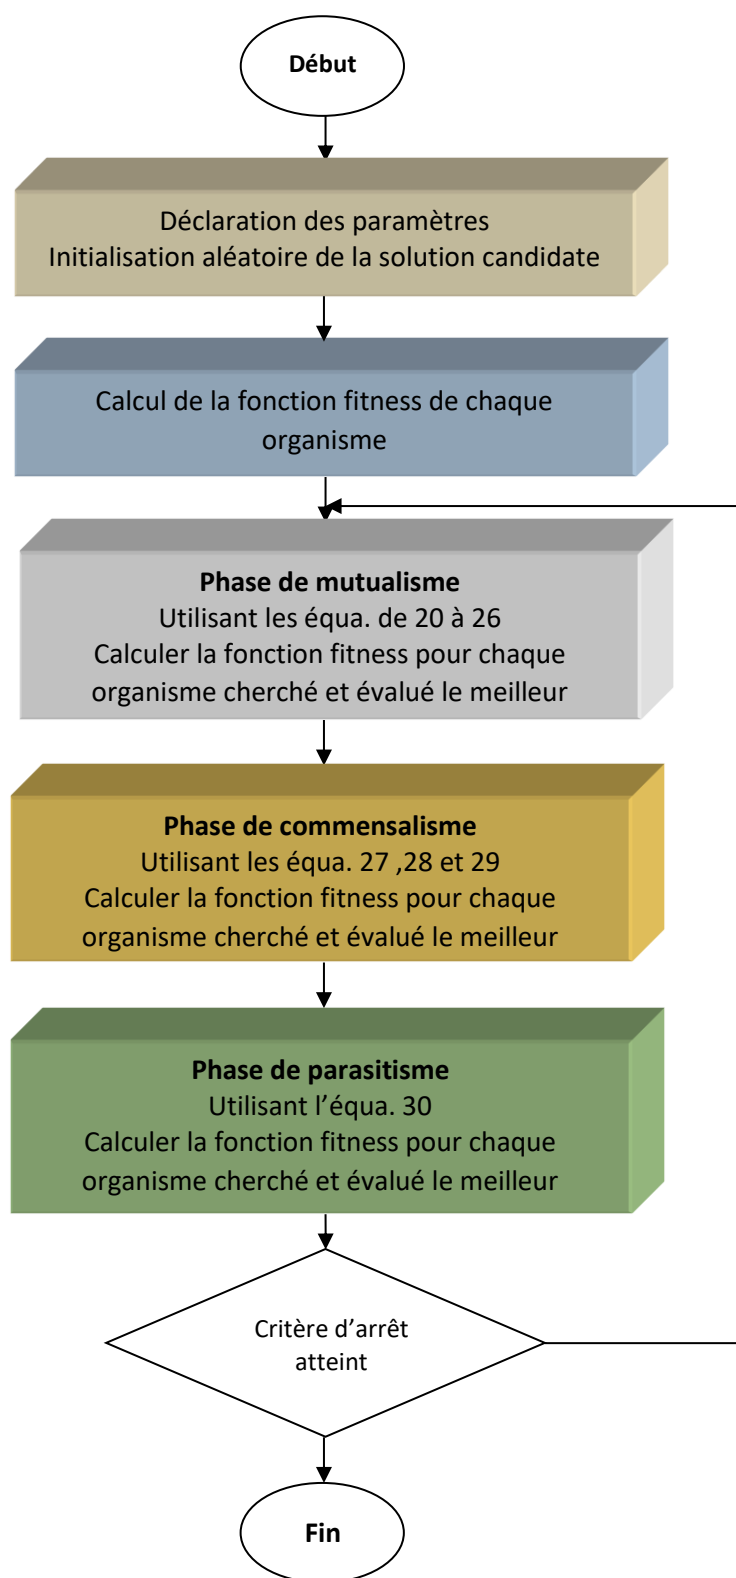 Début
Déclaration des paramètres
Initialisation aléatoire de la solution candidate
Calcul de la fonction fitness de chaque
organisme
Phase de mutualisme
Utilisant les équa. de 20 à 26
Calculer la fonction fitness pour chaque
organisme cherché et évalué le meilleur
Phase de commensalisme
Utilisant les équa. 27 ,28 et 29
Calculer la fonction fitness pour chaque
organisme cherché et évalué le meilleur
Phase de parasitisme
Utilisant l’équa. 30
Calculer la fonction fitness pour chaque
organisme cherché et évalué le meilleur
Critère d’arrêt
atteint
Fin